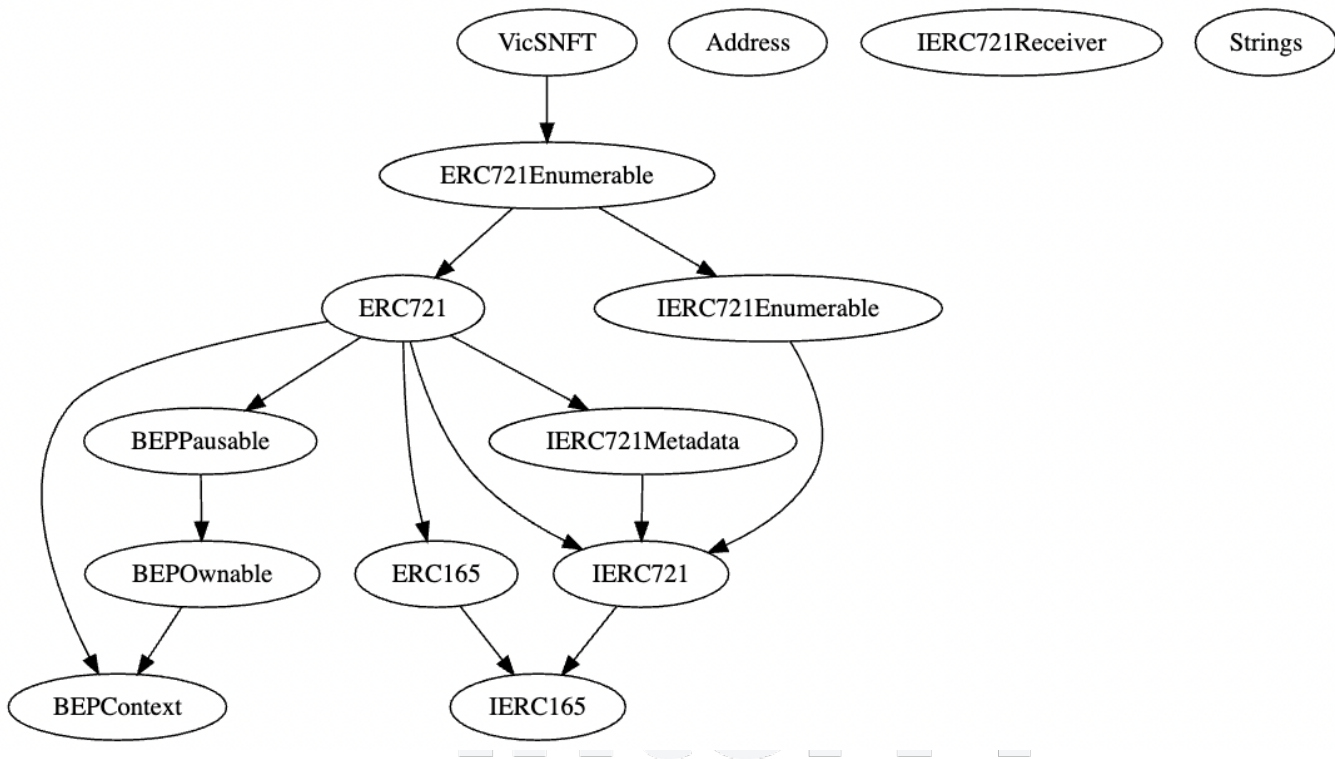 VicSNFT Address IERC721Receiver Strings
ERC721Enumerable
ERC721 IERC721Enumerable
BEPPausable IERC721Metadata
BEPOwnable ERC165 IERC721
BEPContext IERC165